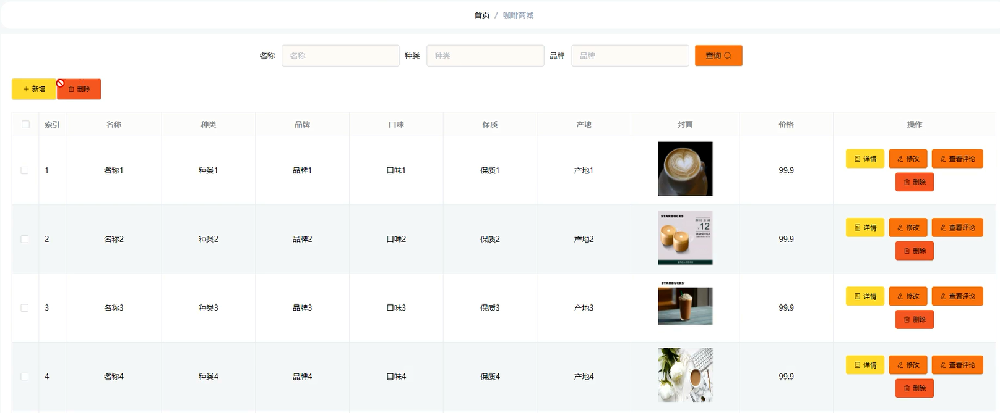 首页 / 咖啡商城
名称 名称 种类 种类 品牌 品牌 查询
新增 删除
索引 名称 种类 品牌 口味 保质 产地 封面 价格 操作
1 名称1 种类1 品牌1 口味1 保质1 产地1 99.9 详情 修改 查看评论
删除
STARBUCKS
12
2 名称2 种类2 品牌2 口味2 保质2 产地2 99.9 详情 修改 查看评论
删除
STARBUCKS
3 名称3 种类3 品牌3 口味3 保质3 产地3 99.9 详情 修改 查看评论
删除
4 名称4 种类4 品牌4 口味4 保质4 产地4 99.9 详情 修改 查看评论
删除